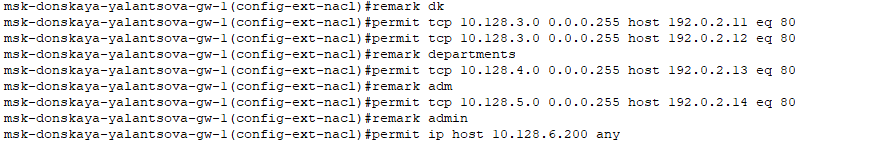 msk-donskaya-yalantsova-gw-1(config-ext-nacl)#remark dk
msk-donskaya-yalantsova-gw-1(config-ext-nacl)#permit tcp 10.128.3.0 0.0.0.255 host 192.0.2.11 eq 80
msk-donskaya-yalantsova-gw-1(config-ext-nacl)#permit tcp 10.128.3.0 0.0.0.255 host 192.0.2.12 eq 80
msk-donskaya-yalantsova-gw-1(config-ext-nacl)#remark departments
msk-donskaya-yalantsova-gw-1(config-ext-nacl)#permit tcp 10.128.4.0 0.0.0.255 host 192.0.2.13 eq 80
msk-donskaya-yalantsova-gw-1(config-ext-nacl)#remark adm
msk-donskaya-yalantsova-gw-1(config-ext-nacl)#permit tcp 10.128.5.0 0.0.0.255 host 192.0.2.14 eq 80
msk-donskaya-yalantsova-gw-1(config-ext-nacl)#remark admin
msk-donskaya-yalantsova-gw-1(config-ext-nacl)#permit ip host 10.128.6.200 any